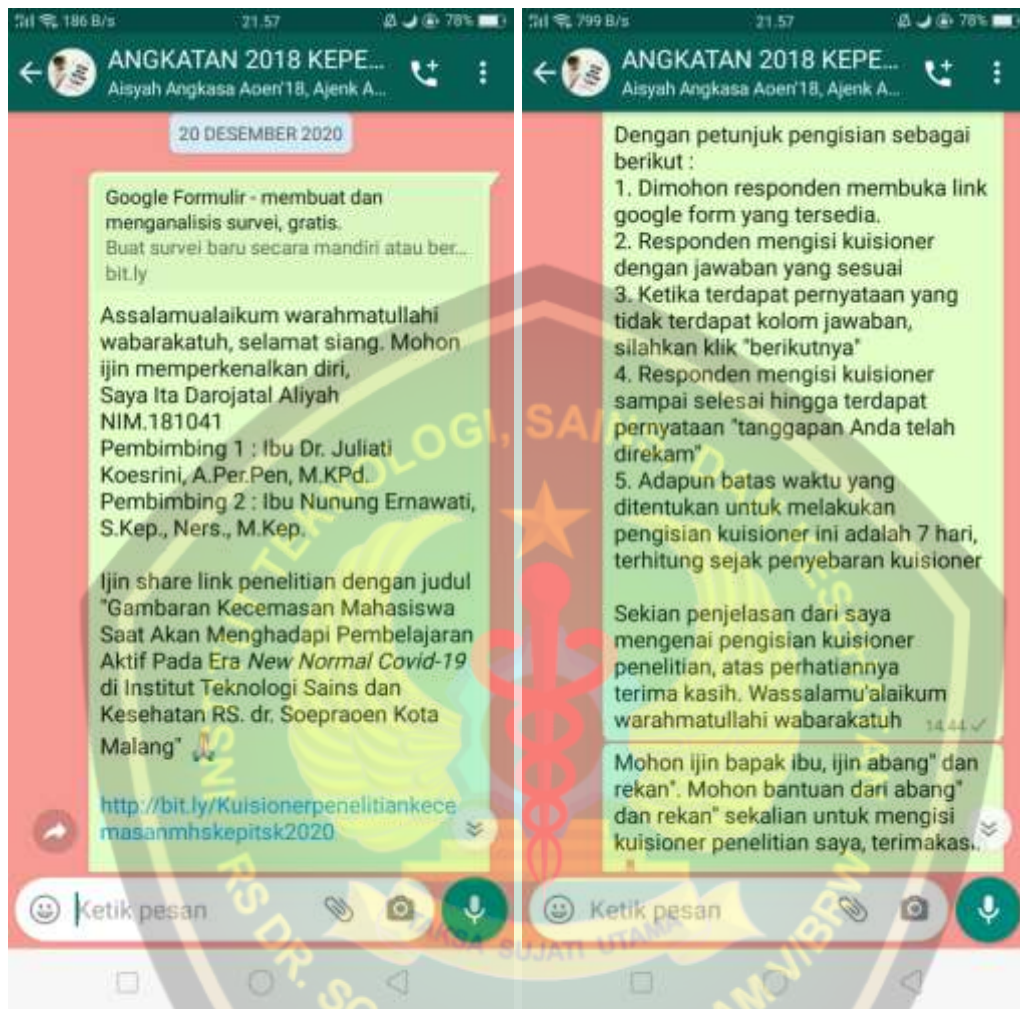 186 B/s 21.57 78%
ANGKATAN 2018 KEPE...
Aisyah Angkasa Aoen'18, Ajenk A...
20 DESEMBER 2020
Google Formulir - membuat dan
menganalisis survei, gratis.
Buat survei baru secara mandiri atau ber...
bit.ly
Assalamualaikum warahmatullahi
wabarakatuh, selamat siang. Mohon
ijin memperkenalkan diri,
Saya Ita Darojatal Aliyah
NIM.181041
Pembimbing 1 : Ibu Dr. Juliati
Koesrini, A.Per.Pen, M.KPd.
Pembimbing 2 : Ibu Nunung Ernawati,
S.Kep., Ners., M.Kep.
Ijin share link penelitian dengan judul
"Gambaran Kecemasan Mahasiswa
Saat Akan Menghadapi Pembelajaran
Aktif Pada Era New Normal Covid-19
di Institut Teknologi Sains dan
Kesehatan RS. dr. Soepraoen Kota
Malang"
http://bit.ly/Kuisionerpenelitiankece
masanmhskepitsk2020
Ketik pesan
799 B/s 21.57 78%
ANGKATAN 2018 KEPE...
Aisyah Angkasa Aoen'18, Ajenk A...
Dengan petunjuk pengisian sebagai
berikut :
1. Dimohon responden membuka link
google form yang tersedia.
2. Responden mengisi kuisioner
dengan jawaban yang sesuai
3. Ketika terdapat pernyataan yang
tidak terdapat kolom jawaban,
silahkan klik "berikutnya"
4. Responden mengisi kuisioner
sampai selesai hingga terdapat
pernyataan "tanggapan Anda telah
direkam"
5. Adapun batas waktu yang
ditentukan untuk melakukan
pengisian kuisioner ini adalah 7 hari,
terhitung sejak penyebaran kuisioner
Sekian penjelasan dari saya
mengenai pengisian kuisioner
penelitian, atas perhatiannya
terima kasih. Wassalamu'alaikum
warahmatullahi wabarakatuh 14.44
Mohon ijin bapak ibu, ijin abang" dan
rekan". Mohon bantuan dari abang"
dan rekan" sekalian untuk mengisi
kuisioner penelitian saya, terimakasi
Ketik pesan